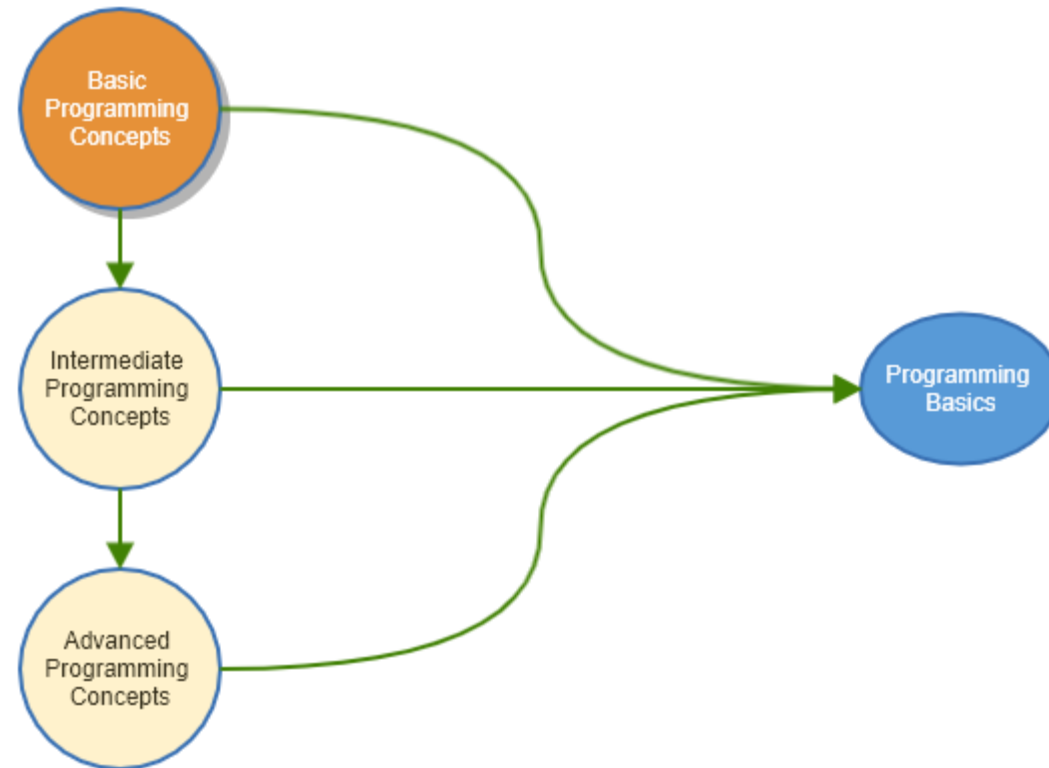 Basic
Programming
Concepts
Intermediate
Programming
Concepts
Programming
Basics
Advanced
Programming
Concepts